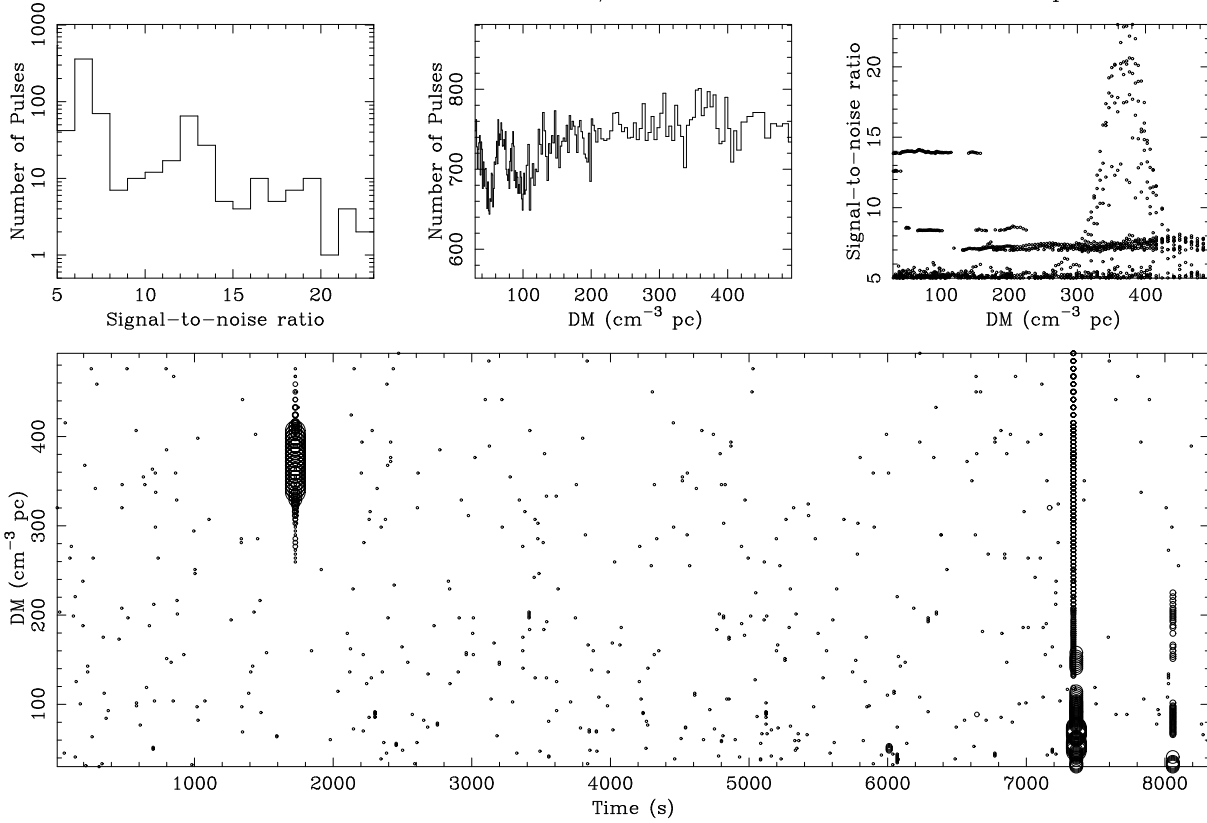 1000
100
10
1
Number of Pulses
5 10 15 20
Signal−to−noise ratio
800
700
600
Number of Pulses
100 200 300 400
DM (cm−3 pc)
20
15
10
5
Signal−to−noise ratio
100 200 300 400
DM (cm−3 pc)
400
300
200
100
DM (cm−3 pc)
1000 2000 3000 4000 5000 6000 7000 8000
Time (s)